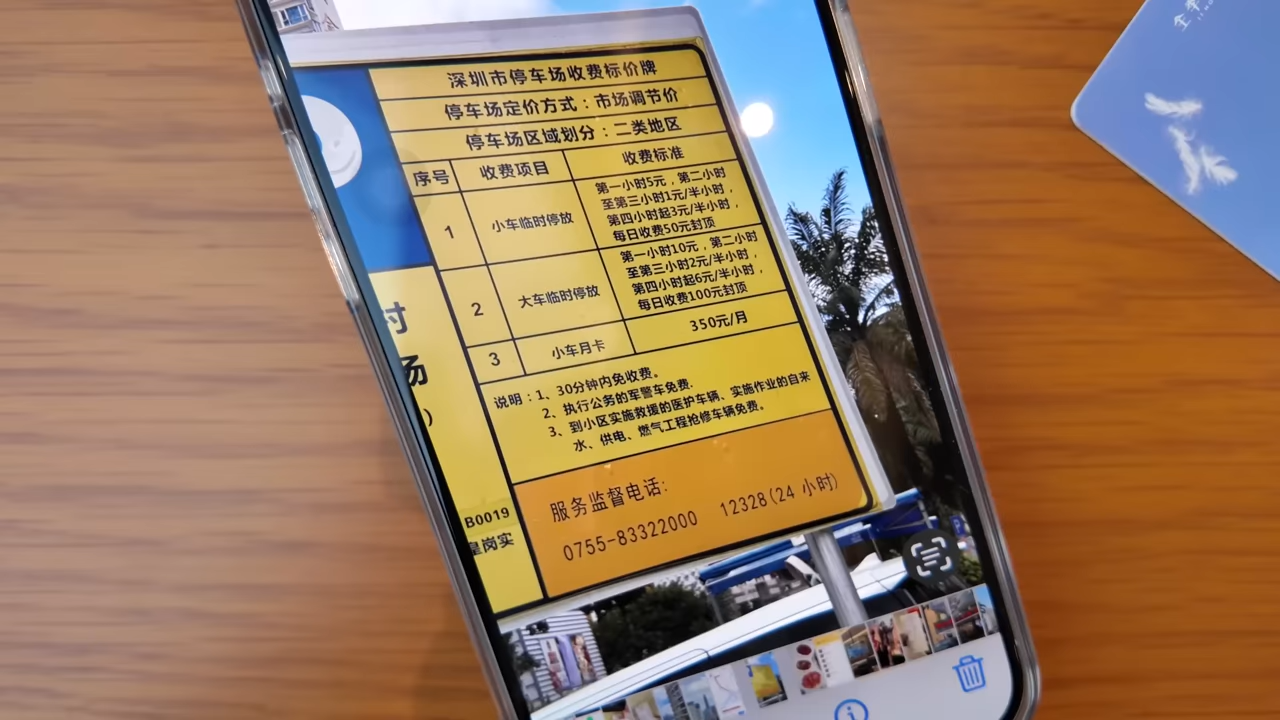 深圳市停车场收费标价牌
停车场定价方式：市场调节价
停车场区域划分：二类地区
序号 收费项目 收费标准
1 小车临时停放 第一小时5元，第二小时
至第三小时1元/半小时，
第四小时起3元/半小时，
每日收费50元封顶
2 大车临时停放 第一小时10元，第二小时
至第三小时2元/半小时，
第四小时起6元/半小时，
每日收费100元封顶
3 小车月卡 350元/月
说明：1、30分钟内免收费。
2、执行公务的军警车免费.
3、到小区实施救援的医护车辆、实施作业的自来
水、供电、燃气工程抢修车辆免费。
服务监督电话:
0755-83322000 12328(24 小时)
场
)
B0019
皇岗实